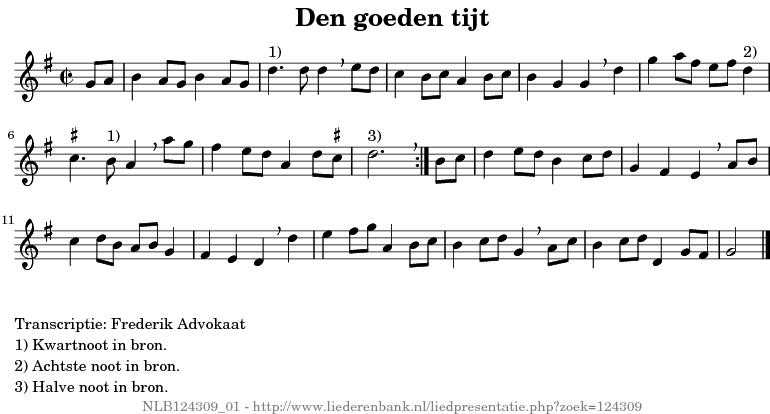 Den goeden tijt
1) 2)
6 1) 3)
11
Transcriptie: Frederik Advokaat
1) Kwartnoot in bron.
2) Achtste noot in bron.
3) Halve noot in bron.
NLB124309_01 - http://www.liederenbank.nl/liedpresentatie.php?zoek=124309